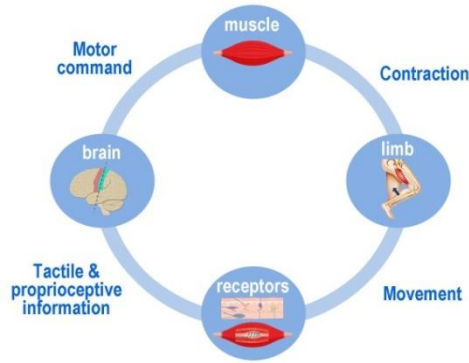 muscle
Motor
command
Contraction
brain
limb
Tactile &
proprioceptive
information
receptors
Movement